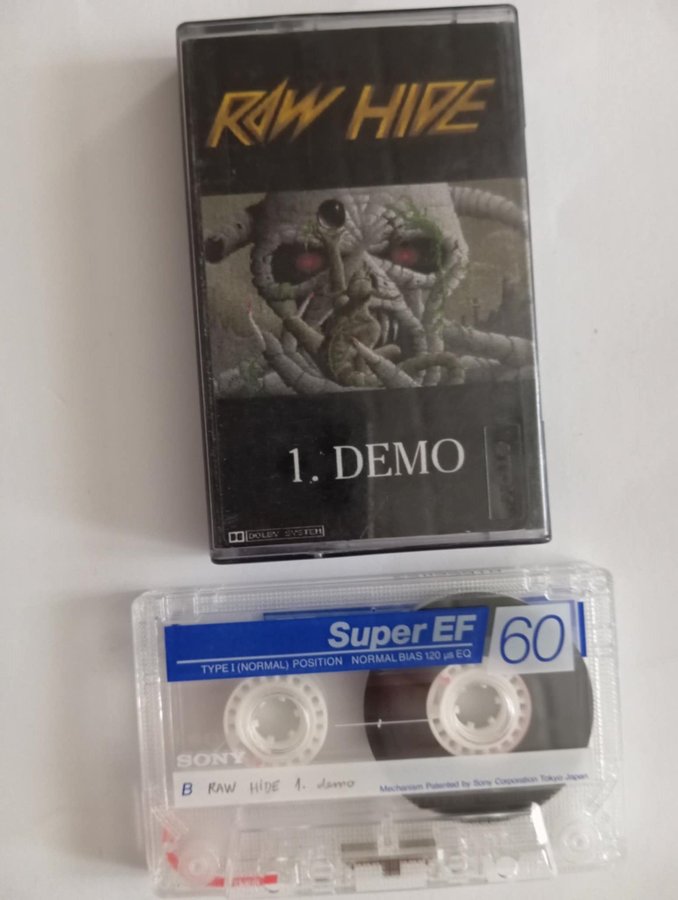 RAW HIDE
1. DEMO
DOLBY SYSTEM
Super EF 60
TYPE I (NORMAL) POSITION NORMAL BIAS 120 µs EQ
SONY
B RAW HIDE 1. demo
Mechanism Patented by Sony Corporation Tokyo Japan